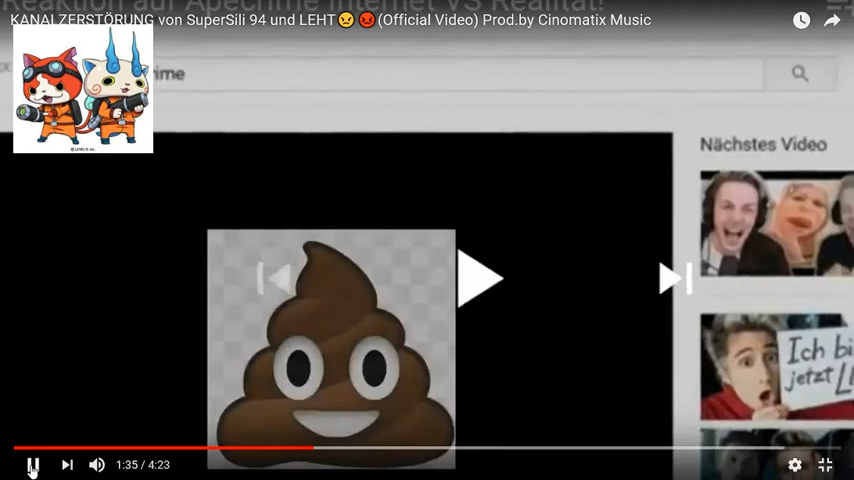 Reaktion auf Apecrime Internet VS Realität!
KANALZERSTÖRUNG von SuperSili 94 und LEHT😠😡(Official Video) Prod.by Cinomatix Music
ime
Nächstes Video
Ich bi
jetzt L
1:35 / 4:23